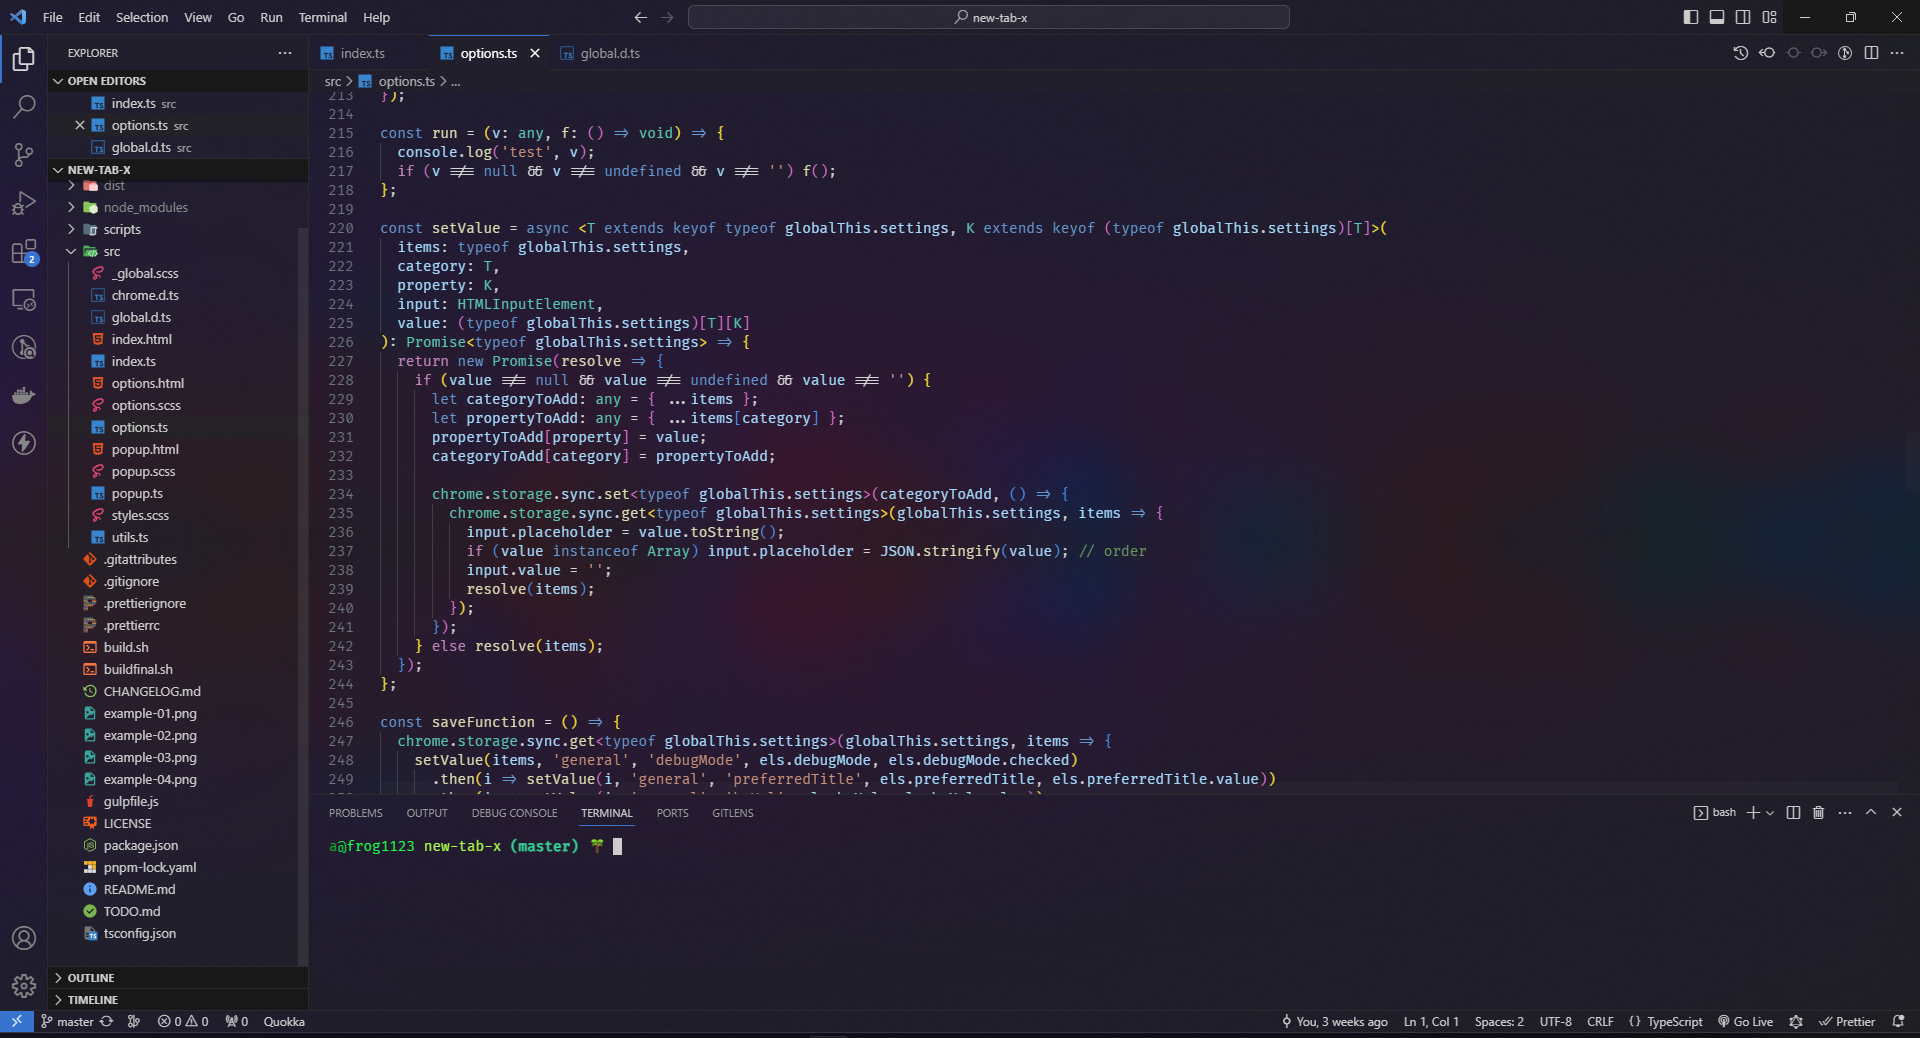 File Edit Selection View Go Run Terminal Help
new-tab-x
EXPLORER
OPEN EDITORS
index.ts src
options.ts src
global.d.ts src
NEW-TAB-X
dist
node_modules
scripts
src
_global.scss
chrome.d.ts
global.d.ts
index.html
index.ts
options.html
options.scss
options.ts
popup.html
popup.scss
popup.ts
styles.scss
utils.ts
.gitattributes
.gitignore
.prettierignore
.prettierrc
build.sh
buildfinal.sh
CHANGELOG.md
example-01.png
example-02.png
example-03.png
example-04.png
gulpfile.js
LICENSE
package.json
pnpm-lock.yaml
README.md
TODO.md
tsconfig.json
OUTLINE
TIMELINE
2
index.ts options.ts global.d.ts
src > options.ts > ...
213 });
214
215 const run = (v: any, f: () => void) => {
216 console.log('test', v);
217 if (v !== null && v !== undefined && v !== '') f();
218 };
219
220 const setValue = async <T extends keyof typeof globalThis.settings, K extends keyof (typeof globalThis.settings)[T]>(
221 items: typeof globalThis.settings,
222 category: T,
223 property: K,
224 input: HTMLInputElement,
225 value: (typeof globalThis.settings)[T][K]
226 ): Promise<typeof globalThis.settings> => {
227 return new Promise(resolve => {
228 if (value !== null && value !== undefined && value !== '') {
229 let categoryToAdd: any = { ...items };
230 let propertyToAdd: any = { ...items[category] };
231 propertyToAdd[property] = value;
232 categoryToAdd[category] = propertyToAdd;
233
234 chrome.storage.sync.set<typeof globalThis.settings>(categoryToAdd, () => {
235 chrome.storage.sync.get<typeof globalThis.settings>(globalThis.settings, items => {
236 input.placeholder = value.toString();
237 if (value instanceof Array) input.placeholder = JSON.stringify(value); // order
238 input.value = '';
239 resolve(items);
240 });
241 });
242 } else resolve(items);
243 });
244 };
245
246 const saveFunction = () => {
247 chrome.storage.sync.get<typeof globalThis.settings>(globalThis.settings, items => {
248 setValue(items, 'general', 'debugMode', els.debugMode, els.debugMode.checked)
249 .then(i => setValue(i, 'general', 'preferredTitle', els.preferredTitle, els.preferredTitle.value))
PROBLEMS OUTPUT DEBUG CONSOLE TERMINAL PORTS GITLENS
bash
a@frog1123 new-tab-x (master) 🌴
master 0 0 0 Quokka
You, 3 weeks ago Ln 1, Col 1 Spaces: 2 UTF-8 CRLF {} TypeScript Go Live Prettier